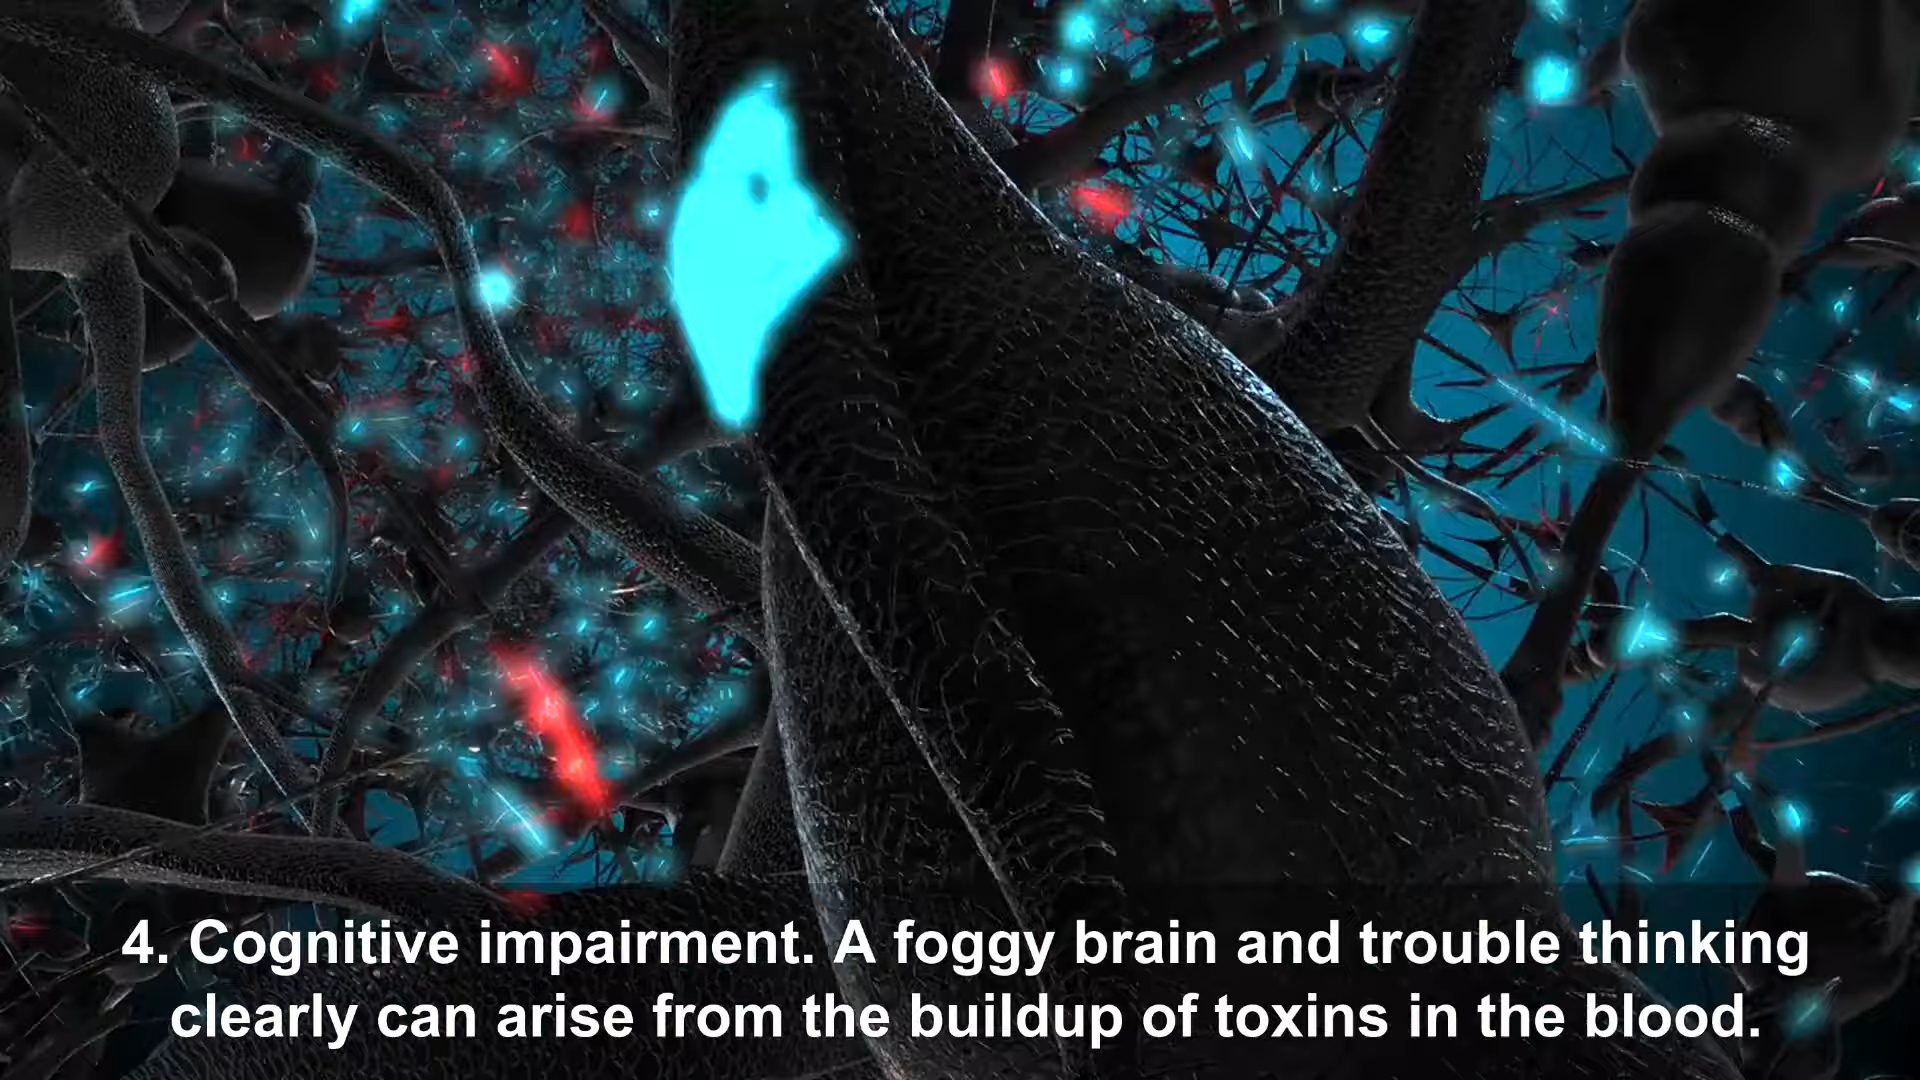 4. Cognitive impairment. A foggy brain and trouble thinking
clearly can arise from the buildup of toxins in the blood.